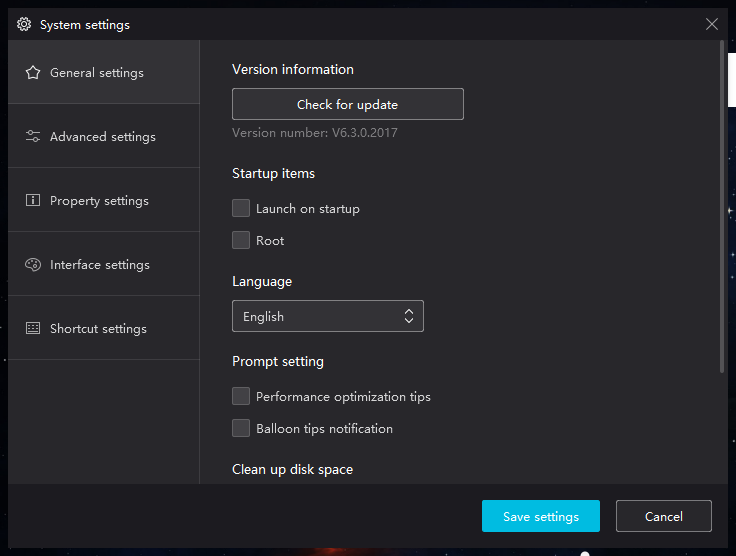 System settings
General settings
Advanced settings
Property settings
Interface settings
Shortcut settings
Version information
Check for update
Version number: V6.3.0.2017
Startup items
Launch on startup
Root
Language
English
Prompt setting
Performance optimization tips
Balloon tips notification
Clean up disk space
Save settings
Cancel